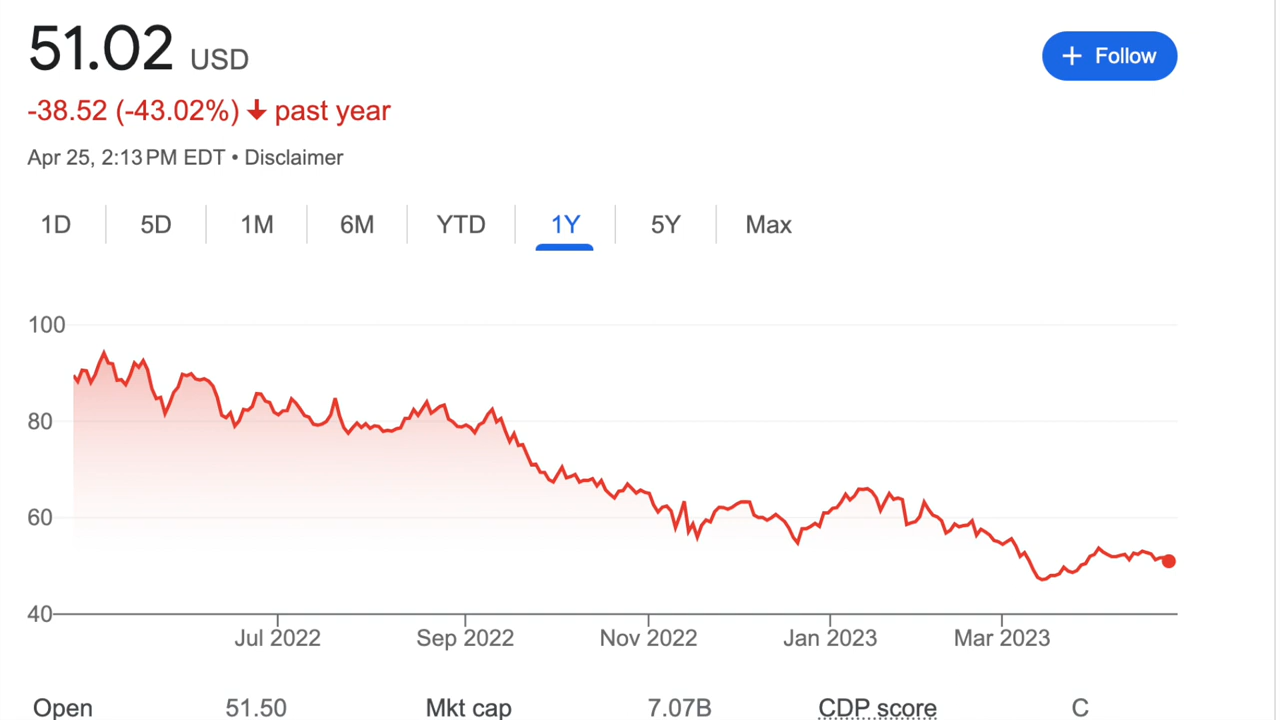 51.02 USD
+ Follow
-38.52 (-43.02%) ↓ past year
Apr 25, 2:13 PM EDT • Disclaimer
1D 5D 1M 6M YTD 1Y 5Y Max
100
80
60
40
Jul 2022 Sep 2022 Nov 2022 Jan 2023 Mar 2023
Open 51.50 Mkt cap 7.07B CDP score C